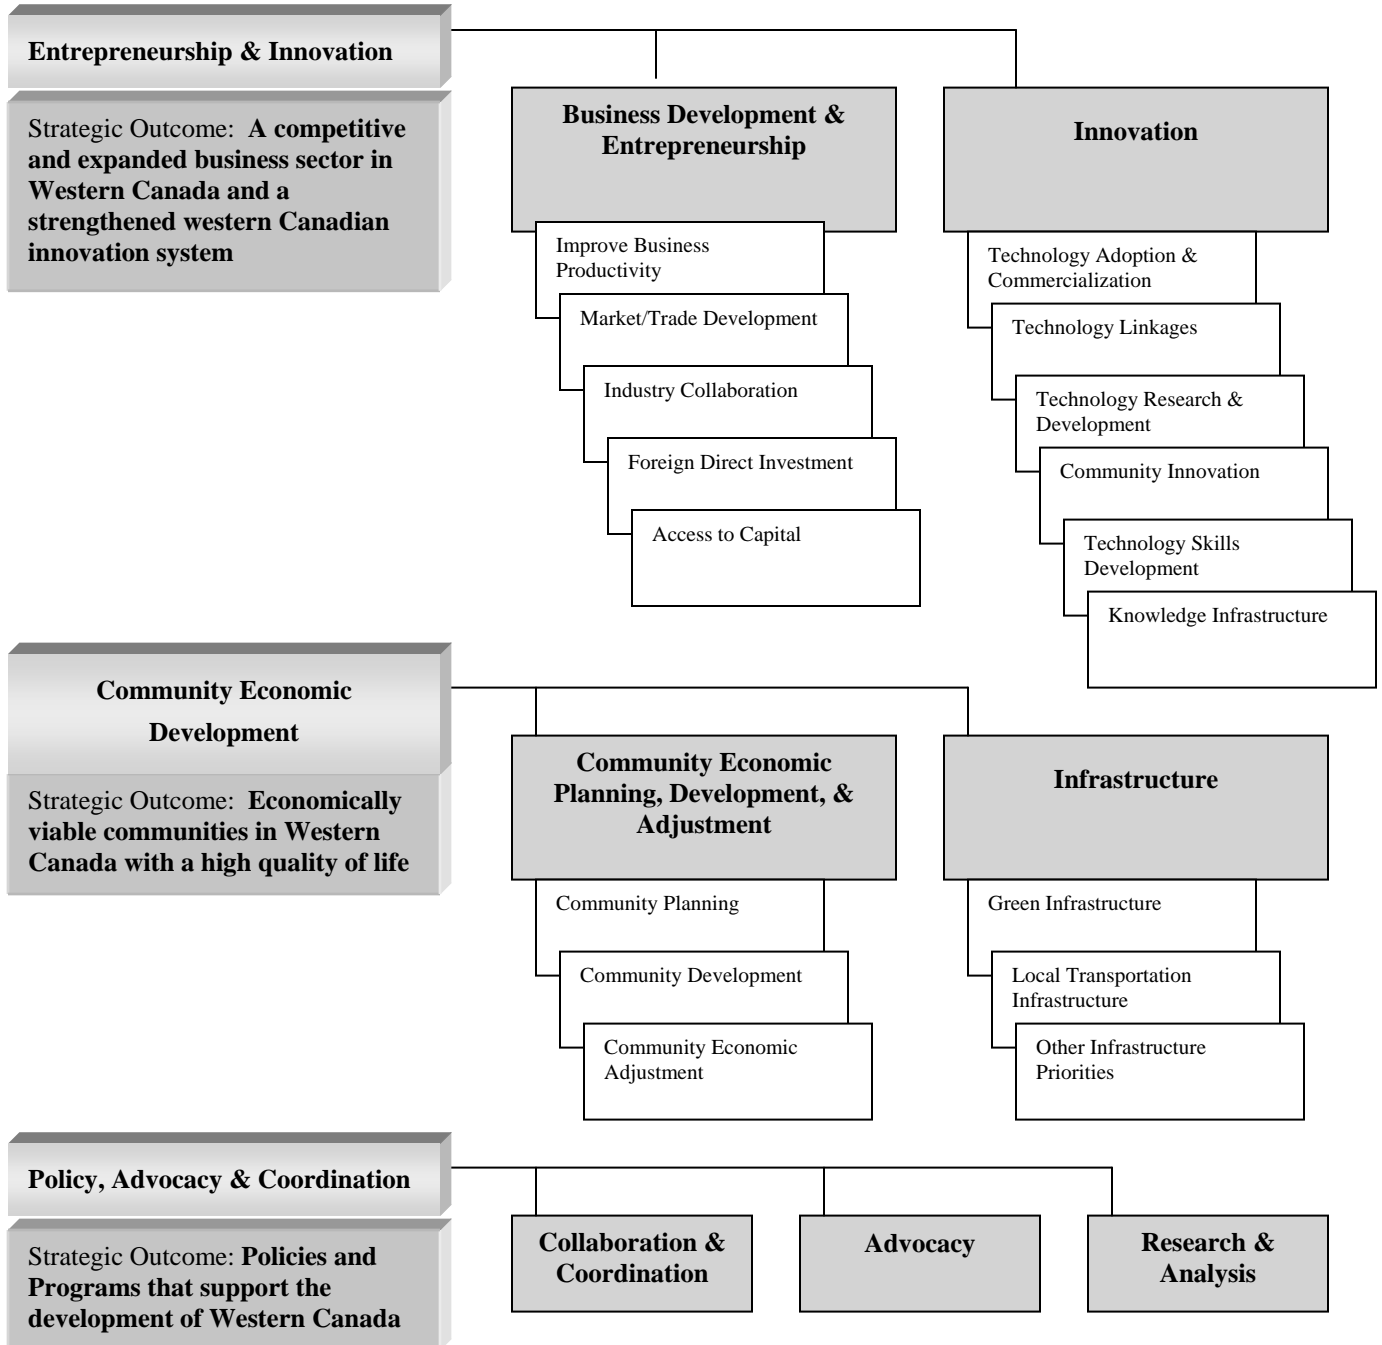 Entrepreneurship & Innovation
Strategic Outcome: A competitive
and expanded business sector in
Western Canada and a
strengthened western Canadian
innovation system
Business Development &
Entrepreneurship
Improve Business
Productivity
Market/Trade Development
Industry Collaboration
Foreign Direct Investment
Access to Capital
Innovation
Technology Adoption &
Commercialization
Technology Linkages
Technology Research &
Development
Community Innovation
Technology Skills
Development
Knowledge Infrastructure
Community Economic
Development
Strategic Outcome: Economically
viable communities in Western
Canada with a high quality of life
Community Economic
Planning, Development, &
Adjustment
Community Planning
Community Development
Community Economic
Adjustment
Infrastructure
Green Infrastructure
Local Transportation
Infrastructure
Other Infrastructure
Priorities
Policy, Advocacy & Coordination
Strategic Outcome: Policies and
Programs that support the
development of Western Canada
Collaboration &
Coordination
Advocacy
Research &
Analysis